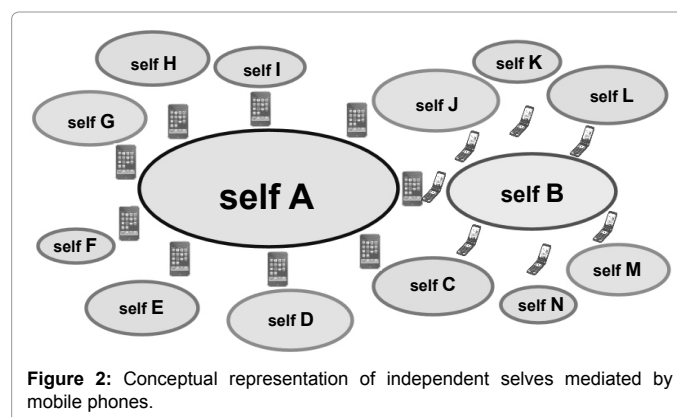 self H
self I
self K
self J
self L
self G
self A
self B
self F
self M
self C
self E
self N
self D
Figure 2: Conceptual representation of independent selves mediated by
mobile phones.